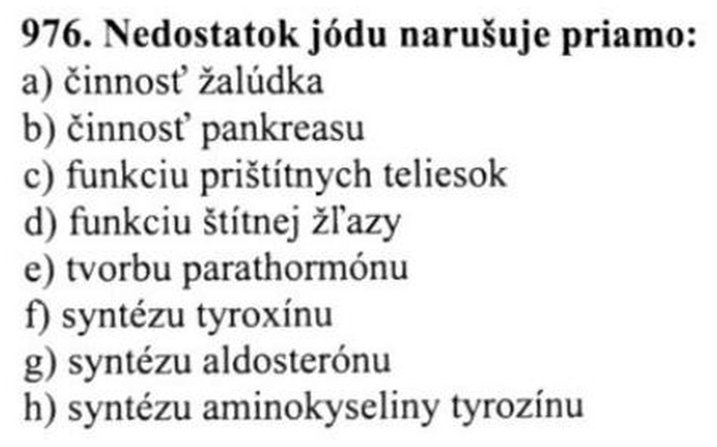 976. Nedostatok jódu narušuje priamo:
a) činnosť žalúdka
b) činnosť pankreasu
c) funkciu prištítnych teliesok
d) funkciu štítnej žľazy
e) tvorbu parathormónu
f) syntézu tyroxínu
g) syntézu aldosterónu
h) syntézu aminokyseliny tyrozínu